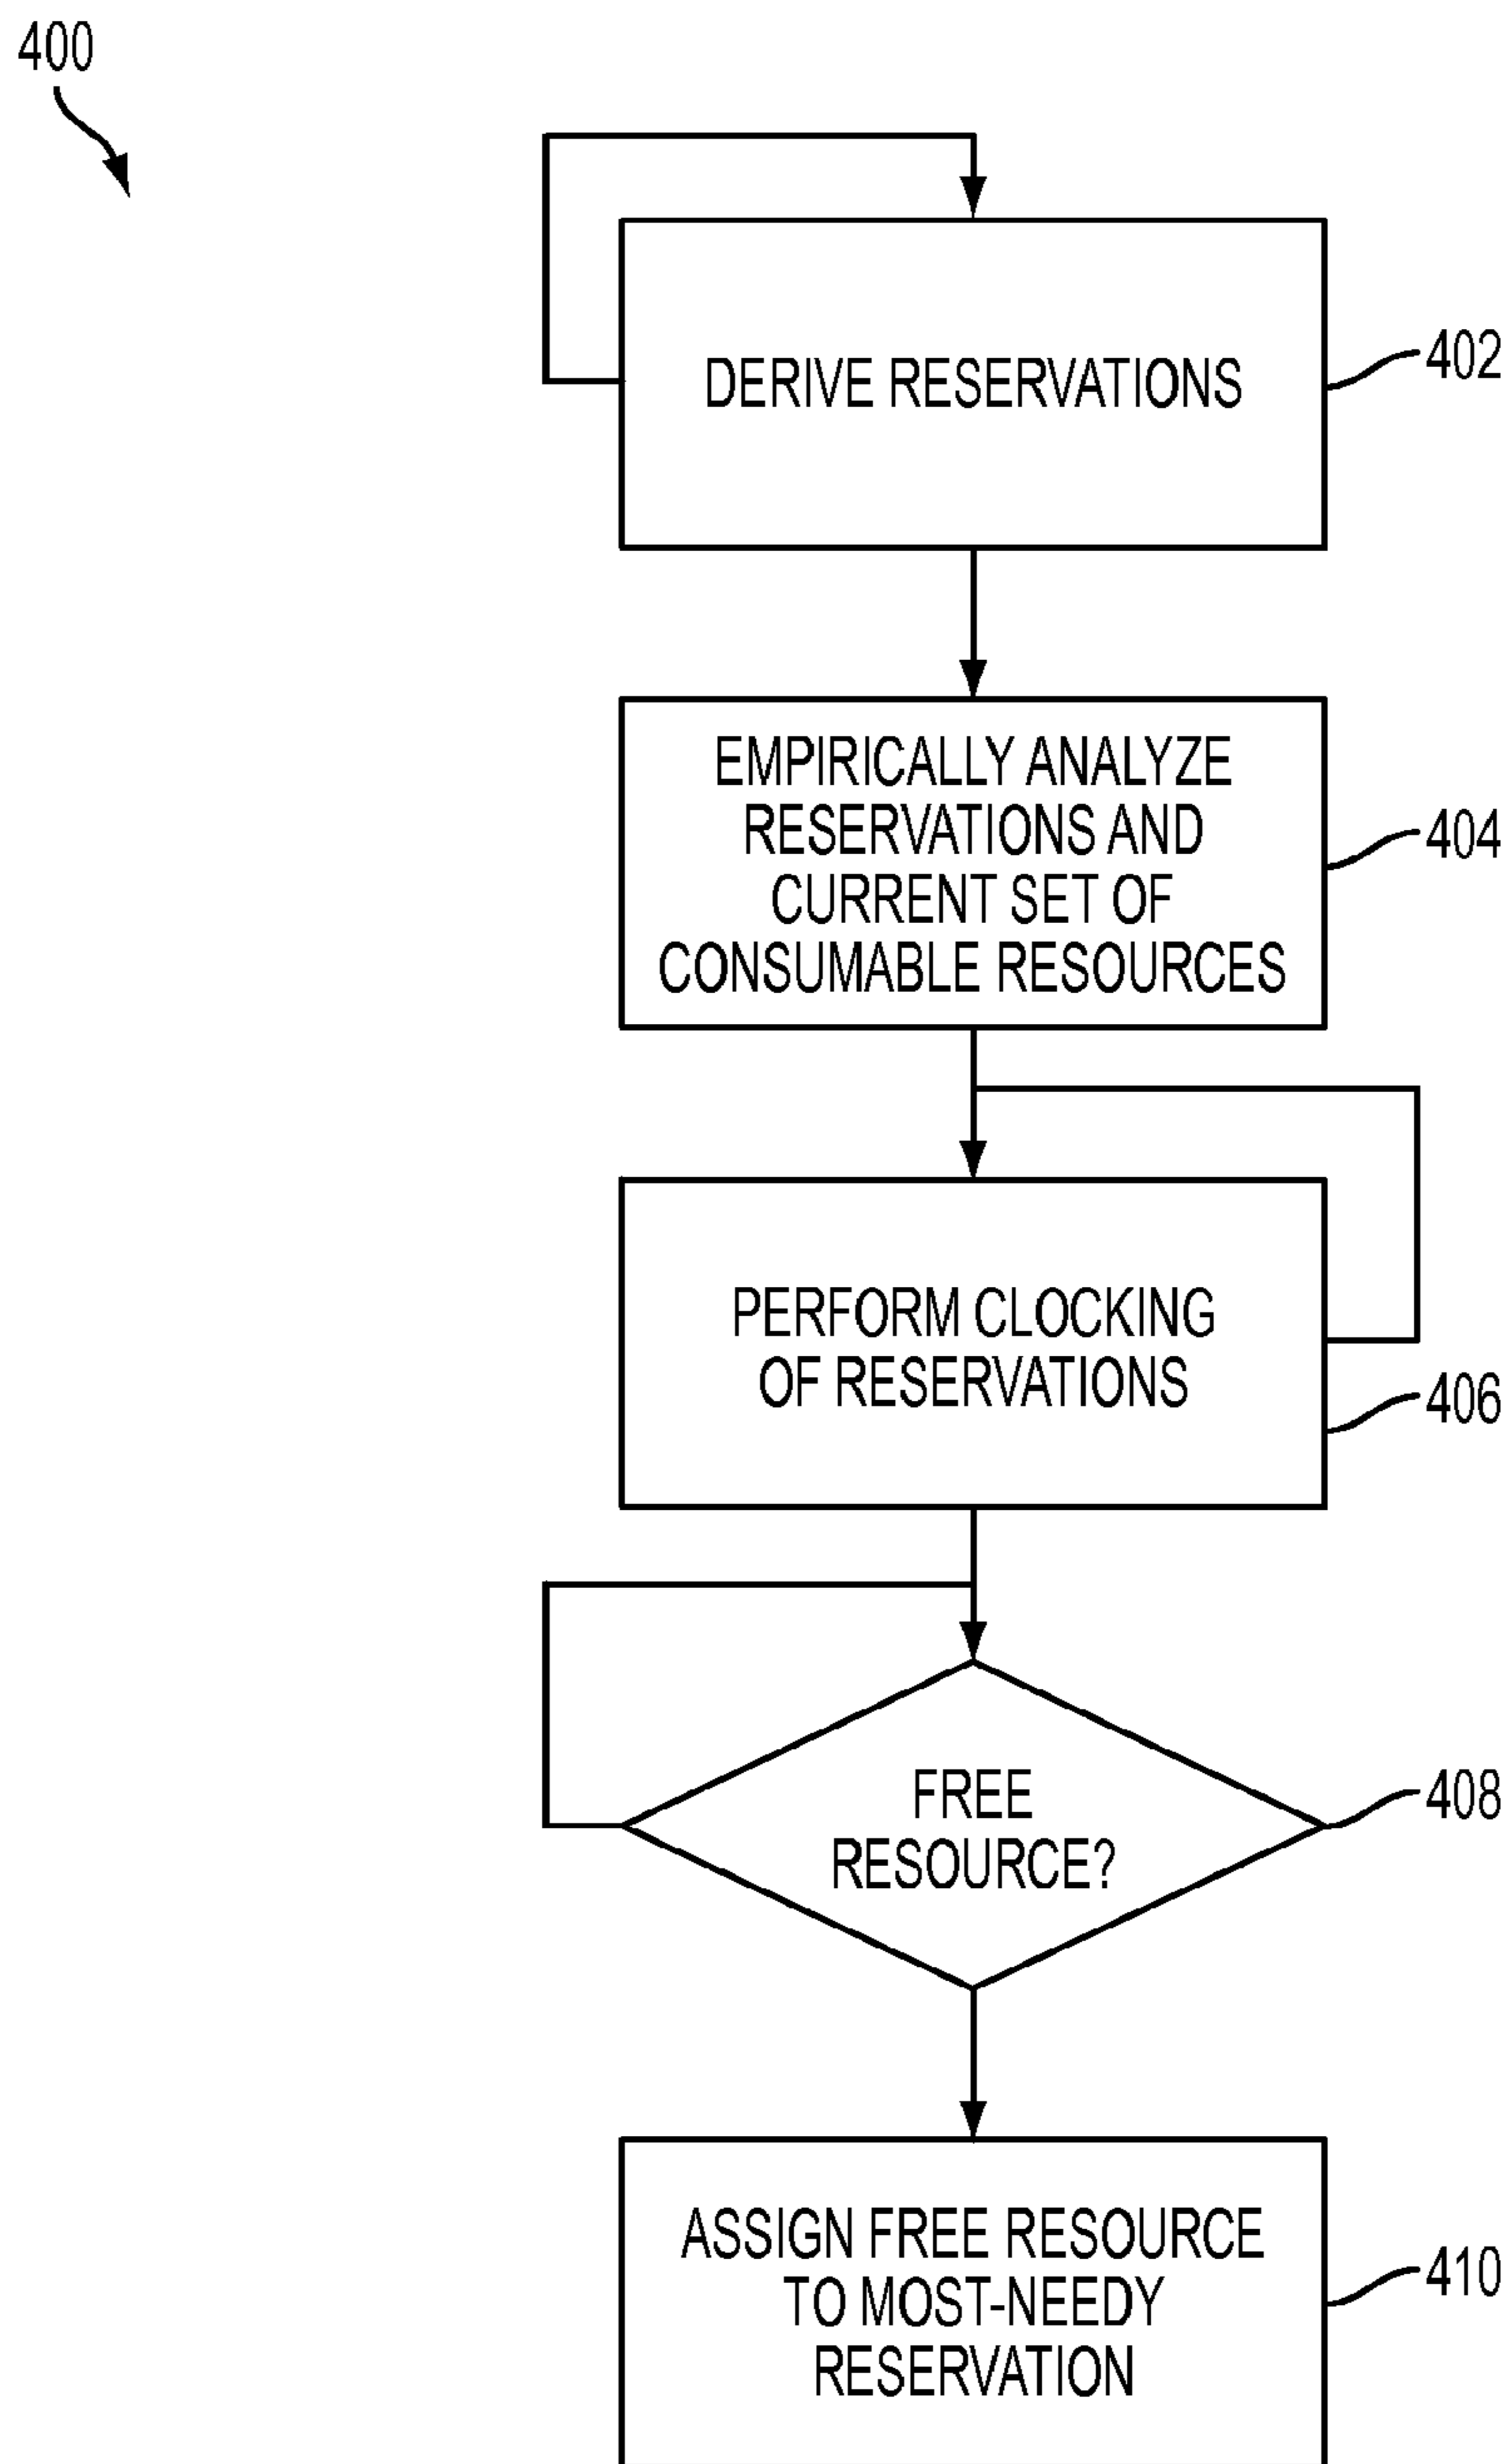 400
DERIVE RESERVATIONS
402
EMPIRICALLY ANALYZE
RESERVATIONS AND
CURRENT SET OF
CONSUMABLE RESOURCES
404
PERFORM CLOCKING
OF RESERVATIONS
406
FREE
RESOURCE?
408
ASSIGN FREE RESOURCE
TO MOST-NEEDY
RESERVATION
410